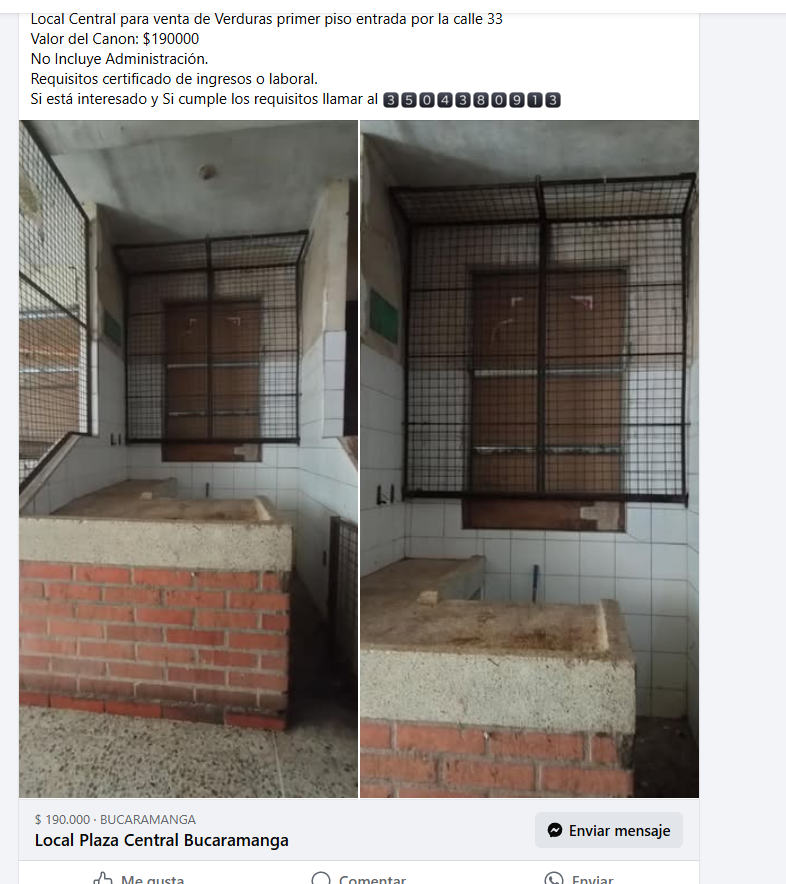 Local Central para venta de Verduras primer piso entrada por la calle 33
Valor del Canon: $190000
No Incluye Administración.
Requisitos certificado de ingresos o laboral.
Si está interesado y Si cumple los requisitos llamar al 3504380913
$ 190.000 · BUCARAMANGA
Local Plaza Central Bucaramanga
Enviar mensaje
Me gusta
Comentar
Enviar